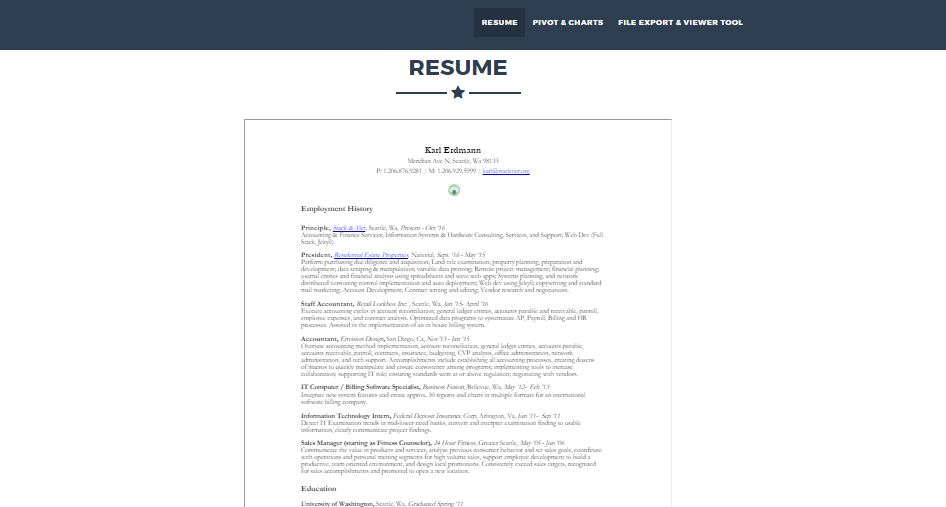 RESUME PIVOT & CHARTS FILE EXPORT & VIEWER TOOL
RESUME
Karl Erdmann
Meridian Ave N, Seattle, Wa 98133
P: 1.206.876.9281 | M: 1.206.929.5999 |
Employment History
Principle, Stack & Tier, Seattle, Wa, Present - Oct '16
Accounting & Finance Services; Information Systems & Hardware Consulting, Services, and Support; Web Dev (Full
Stack, Jekyl).
President, Residential Estate Properties, National, Sept. '16 - May '15
Perform purchasing due diligence and acquisition; Land title examination, property planning, preparation and
development; data scraping & manipulation; variable data printing; Remote project management; financial planning;
journal entries and financial analysis using spreadsheets and wave web apps; Systems planning, and network
distributed versioning control implementation and auto deployment; Web dev using Jekyll; copywriting and standard
mail marketing; Account Development; Contract writing and editing; Vendor research and negotiations.
Staff Accountant, Retail Lockbox Inc., Seattle, Wa, Jan '15- April '16
Execute accounting cycles in account reconciliation, general ledger entries, accounts payable and receivable, payroll,
employee expenses, and contract analysis. Optimized data programs to systematize AP, Payroll, Billing and HR
processes. Assisted in the implementation of an in house billing system.
Accountant, Envision Design, San Diego, Ca, Nov '13 - Jan '15
Oversaw accounting method implementation, account reconciliation, general ledger entries, accounts payable,
accounts receivable, payroll, contracts, insurance, budgeting, CVP analysis, office administration, network
administration, and tech support. Accomplishments include establishing all accounting processes, creating dozens
of macros to quickly manipulate and ensure consistency among programs; implementing tools to increase
collaboration; supporting IT role; ensuring standards were at or above regulation; negotiating with vendors.
IT Computer / Billing Software Specialist, Business Fusion, Bellevue, Wa, May '12- Feb '13
Integrate new system features and create approx. 30 reports and charts in multiple formats for an international
software billing company.
Information Technology Intern, Federal Deposit Insurance Corp, Arlington, Va, Jun '11- Sep '11
Detect IT Examination trends in mid-lower rated banks, convert and interpret examination finding to usable
information, clearly communicate project findings.
Sales Manager (starting as Fitness Counselor), 24 Hour Fitness, Greater Seattle, May '05 - Jun '06
Communicate the value in products and services, analyze previous consumer behavior and set sales goals, coordinate
with operations and personal training segments for high volume sales, support employee development to build a
productive, team oriented environment, and design local promotions. Consistently exceed sales targets, recognized
for sales accomplishments and promoted to open a new location.
Education
University of Washington, Seattle, Wa, Graduated Spring '11